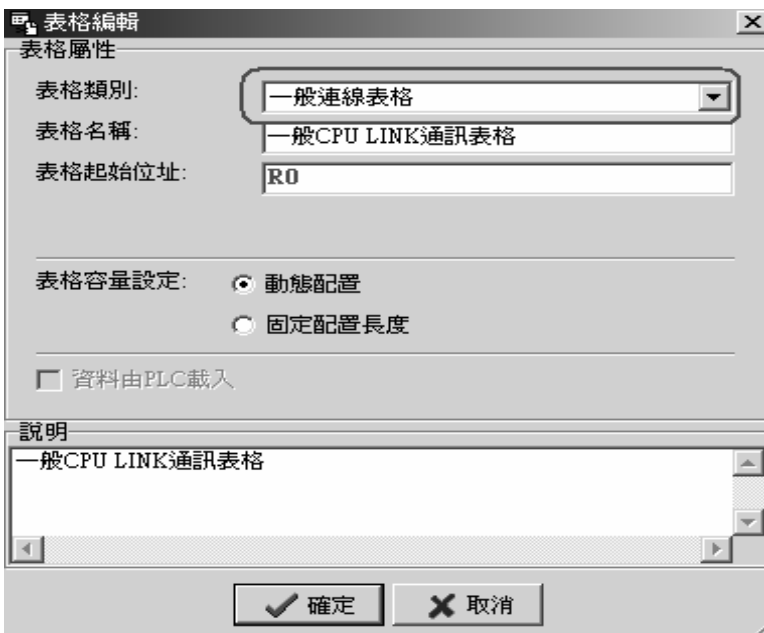 表格編輯
表格屬性
表格類別: 一般連線表格
表格名稱: 一般CPU LINK通訊表格
表格起始位址: R0
表格容量設定: 動態配置
固定配置長度
資料由PLC載入
說明
一般CPU LINK通訊表格
確定 取消